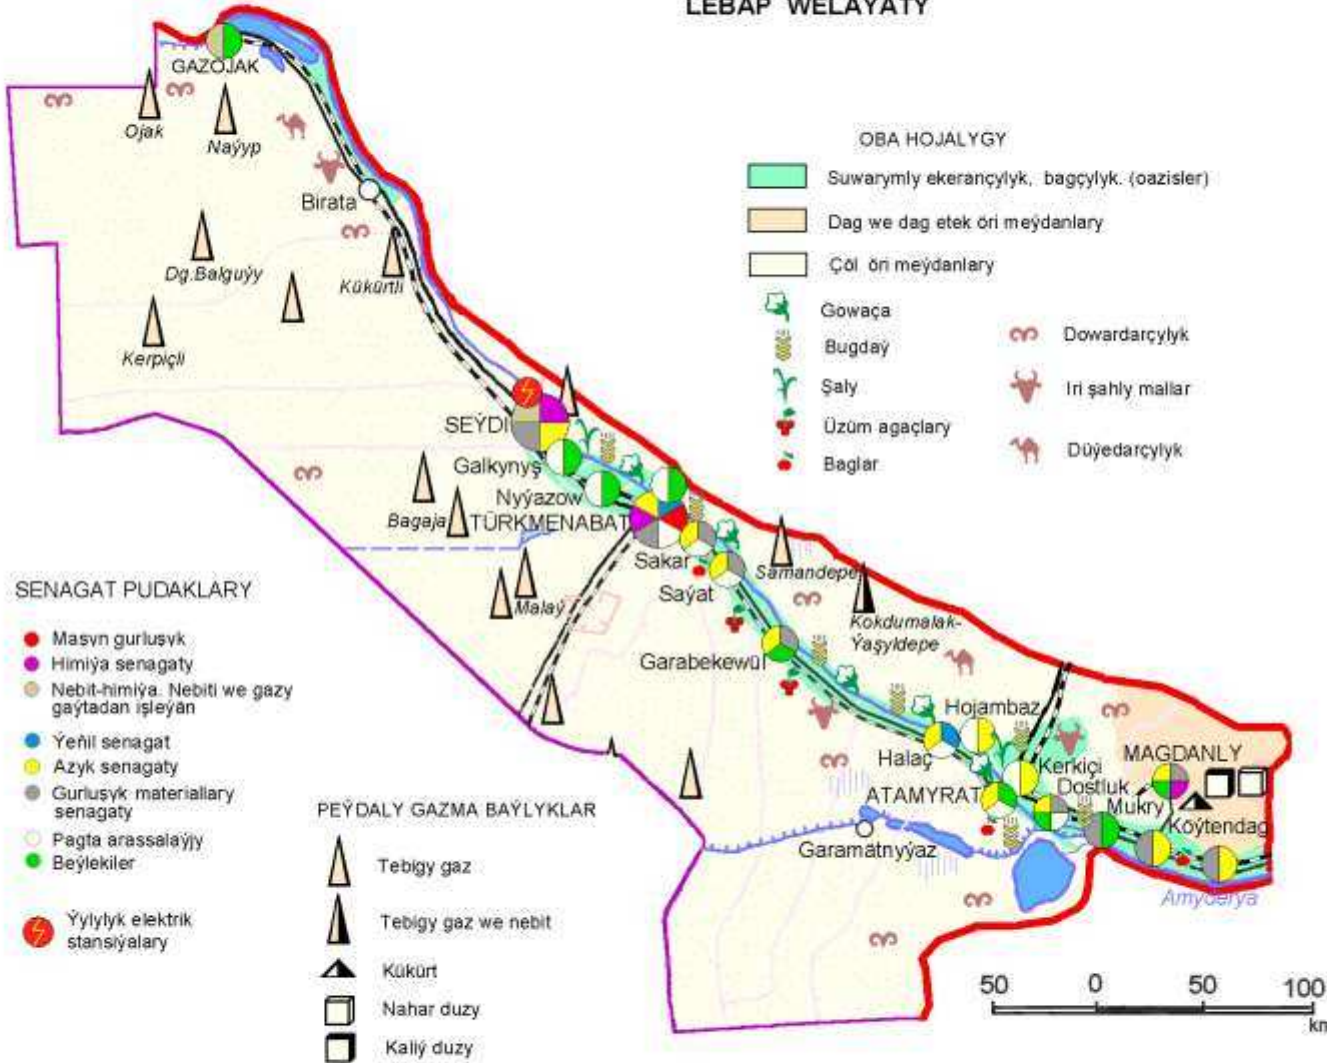 LEBAP WELAÝATY
GAZOJAK
Ojak
Naýyp
Birata
Dg.Balguýy
Kükürtli
Kerpiçli
OBA HOJALYGY
Suwarymly ekerançylyk, bagçylyk. (oazisler)
Dag we dag etek öri meýdanlary
Çöl öri meýdanlary
Gowaça
Bugdaý
Şaly
Üzüm agaçlary
Baglar
Dowardarçylyk
Iri şahly mallar
Düýedarçylyk
SEÝDI
Galkynyş
Nyýazow
Bagaja
TÜRKMENABAT
Sakar
Malaý
Saýat
Samandepe
Kokdumalak-
Ýaşyldepe
Garabekewül
Hojambaz
Halaç
Kerkiçi
MAGDANLY
ATAMYRAT
Dostluk
Mukry
Köýtendag
Garamätnyýaz
Amyderya
SENAGAT PUDAKLARY
Maşyn gurluşyk
Himiýa senagaty
Nebit-himiýa. Nebiti we gazy
gaýtadan işleýän
Ýeňil senagat
Azyk senagaty
Gurluşyk materiallary
senagaty
Pagta arassalaýjy
Beýlekiler
Ýylylyk elektrik
stansiýalary
PEÝDALY GAZMA BAÝLYKLAR
Tebigy gaz
Tebigy gaz we nebit
Kükürt
Nahar duzy
Kaliý duzy
50 0 50 100
km